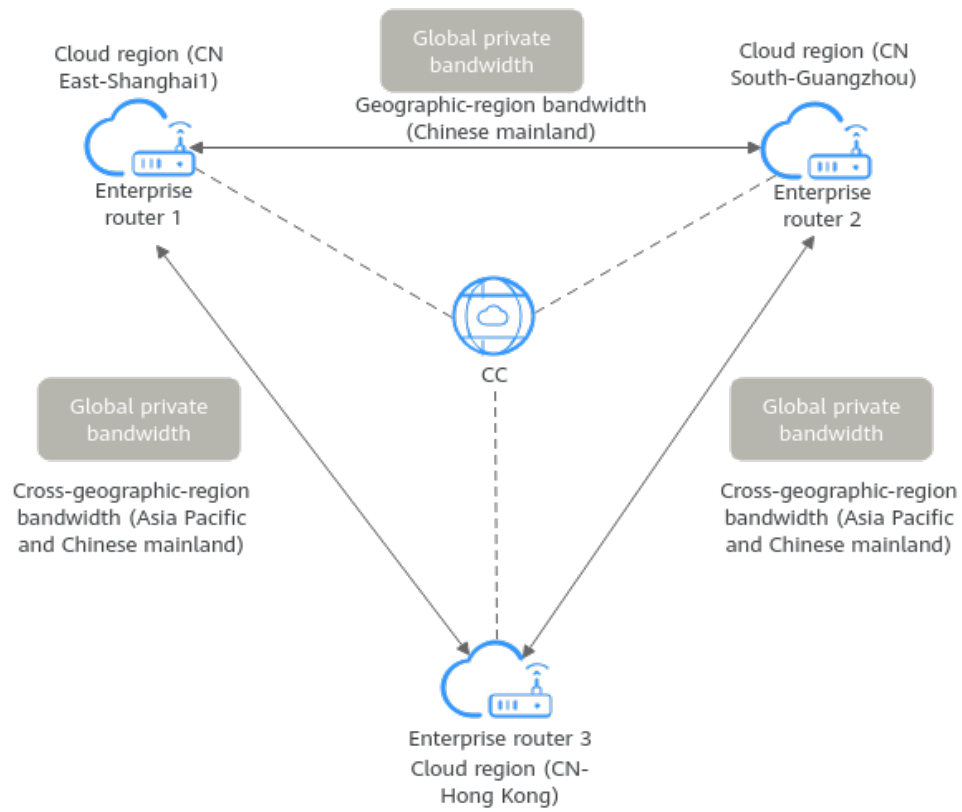 Global private
bandwidth
Cloud region (CN
East-Shanghai1)
Cloud region (CN
South-Guangzhou)
Geographic-region bandwidth
(Chinese mainland)
Enterprise
router 1
Enterprise
router 2
CC
Global private
bandwidth
Global private
bandwidth
Cross-geographic-region
bandwidth (Asia Pacific
and Chinese mainland)
Cross-geographic-region
bandwidth (Asia Pacific
and Chinese mainland)
Enterprise router 3
Cloud region (CN-
Hong Kong)